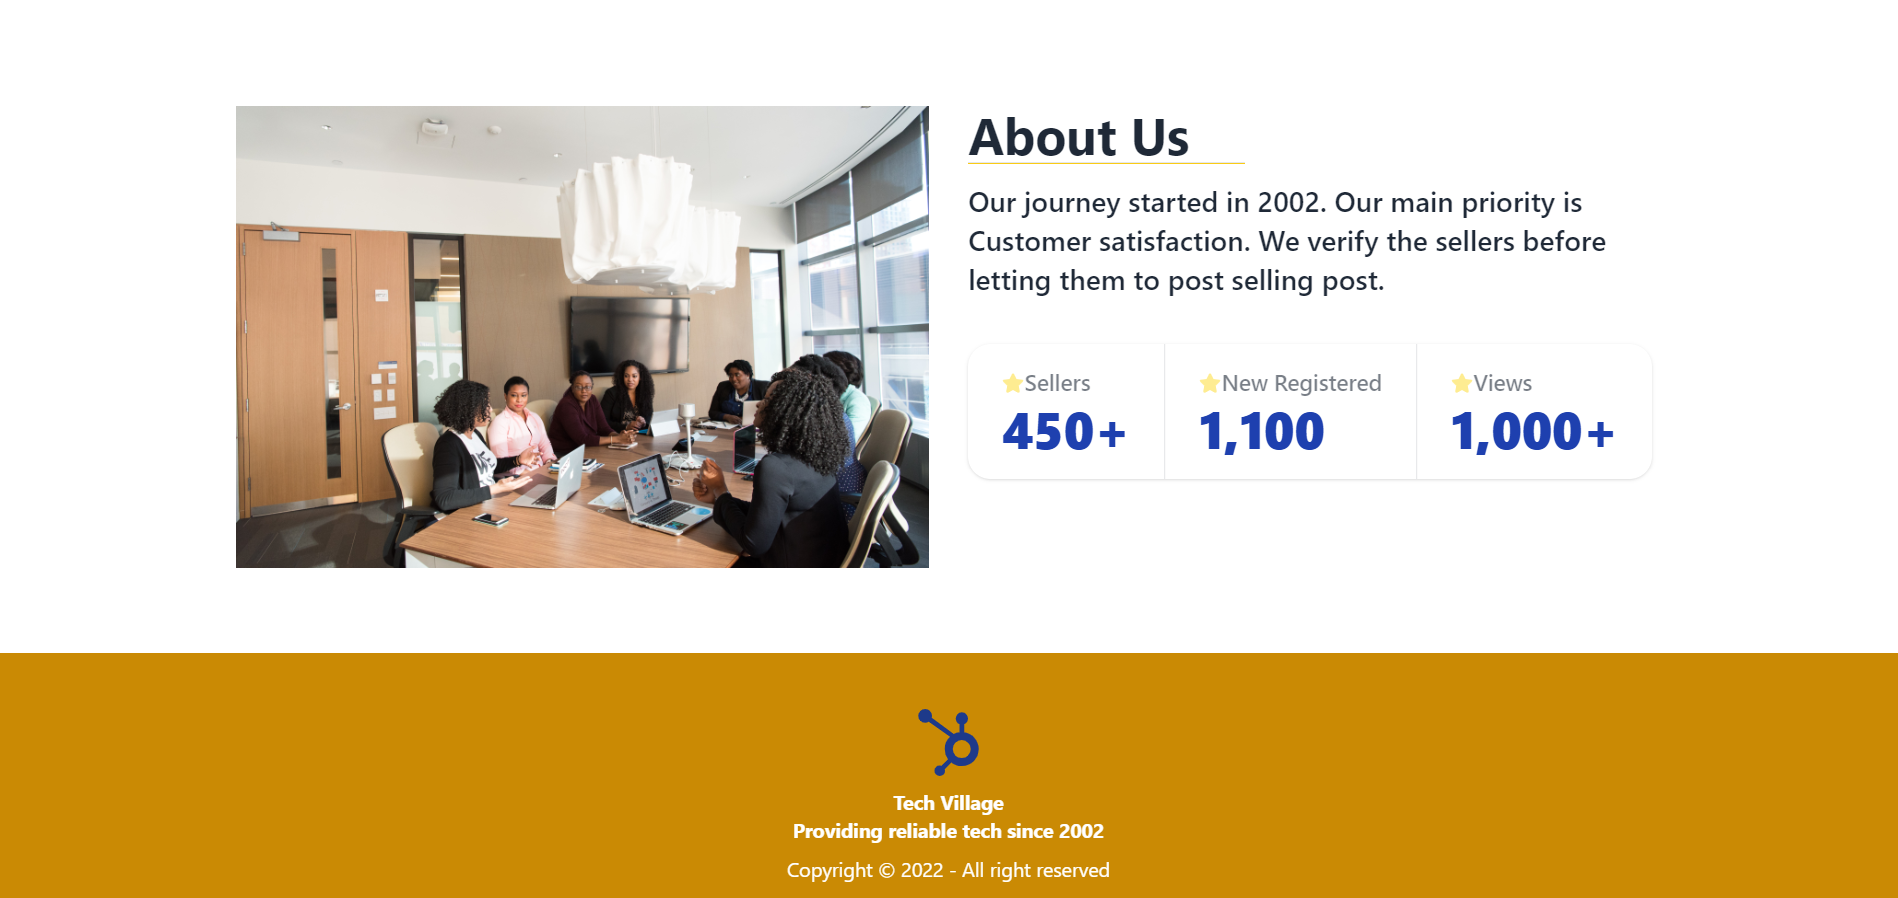 About Us
Our journey started in 2002. Our main priority is
Customer satisfaction. We verify the sellers before
letting them to post selling post.
Sellers
450+
New Registered
1,100
Views
1,000+
Tech Village
Providing reliable tech since 2002
Copyright © 2022 - All right reserved